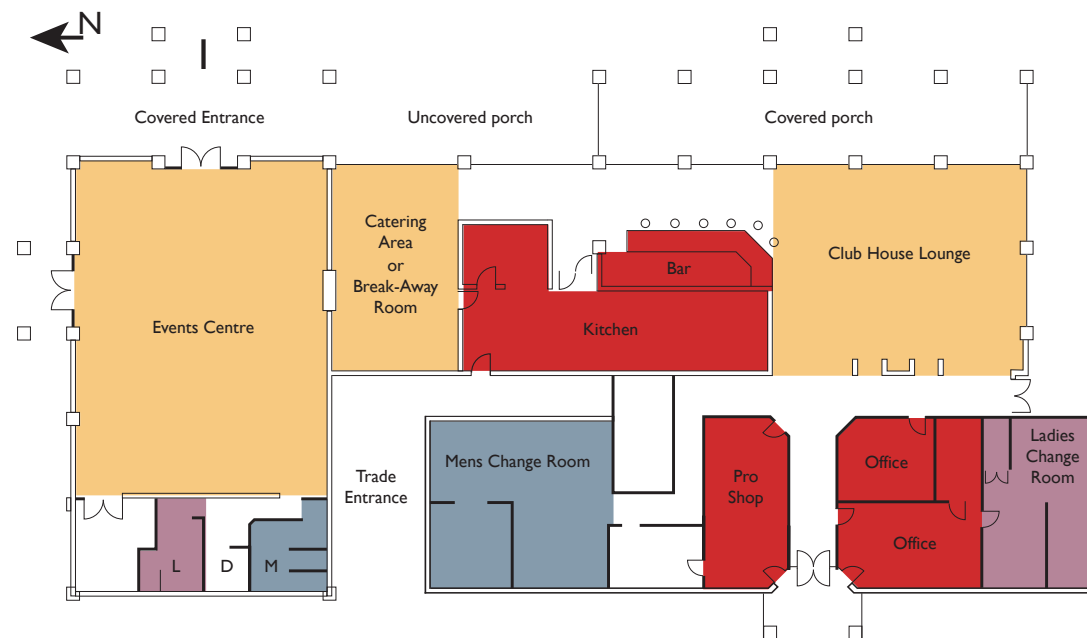 N
Covered Entrance
Uncovered porch
Covered porch
Catering
Area
or
Break-Away
Room
Events Centre
Bar
Kitchen
Club House Lounge
Trade
Entrance
Mens Change Room
Pro
Shop
Office
Office
Ladies
Change
Room
L
D
M